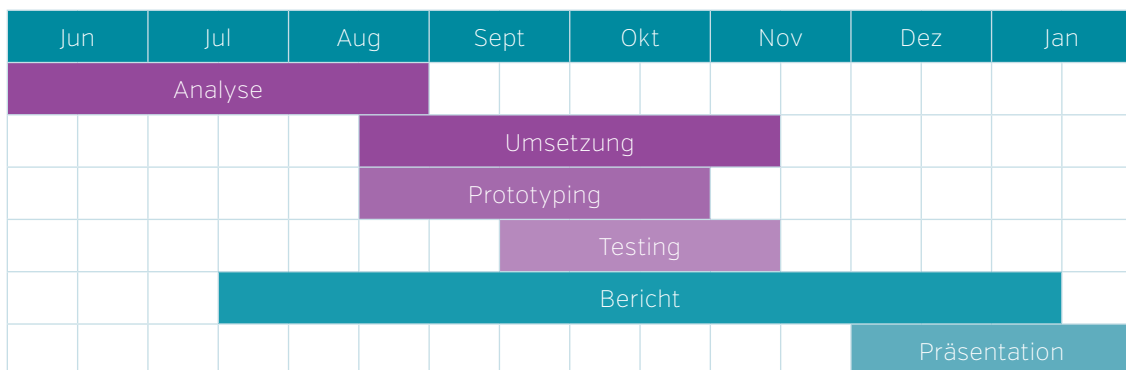 Jun Jul Aug Sept Okt Nov Dez Jan
Analyse
Umsetzung
Prototyping
Testing
Bericht
Präsentation